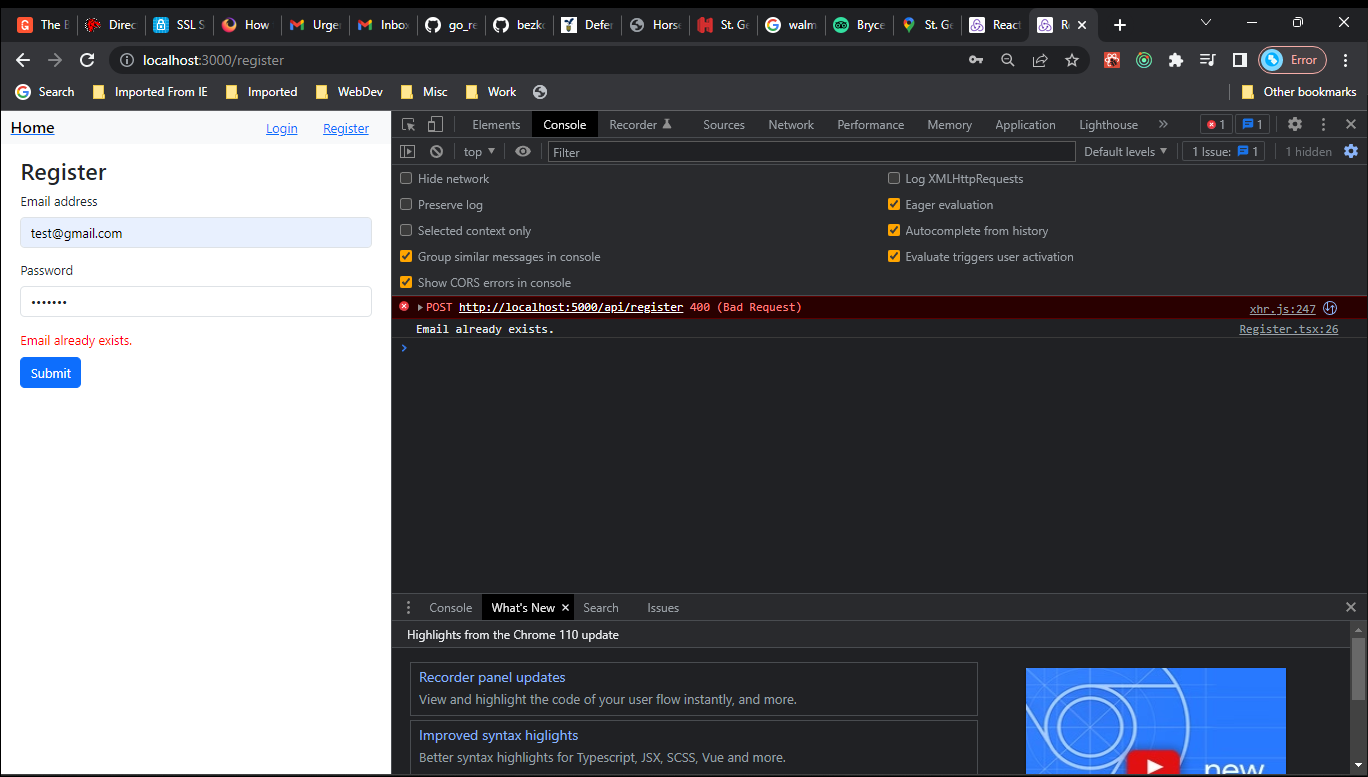 The B
Direc
SSL S
How
Urge
Inbo
go_re
bezko
Defer
Horse
St. Ge
walm
Bryce
St. Ge
React
Re
localhost:3000/register
Error
Search
Imported From IE
Imported
WebDev
Misc
Work
Other bookmarks
Home
Login
Register
Register
Email address
test@gmail.com
Password
•••••••
Email already exists.
Submit
Elements
Console
Recorder
Sources
Network
Performance
Memory
Application
Lighthouse
1
1
top
Filter
Default levels
1 Issue:
1
1 hidden
Hide network
Log XMLHttpRequests
Preserve log
Eager evaluation
Selected context only
Autocomplete from history
Group similar messages in console
Evaluate triggers user activation
Show CORS errors in console
POST http://localhost:5000/api/register 400 (Bad Request)
xhr.js:247
Email already exists.
Register.tsx:26
Console
What's New
Search
Issues
Highlights from the Chrome 110 update
Recorder panel updates
View and highlight the code of your user flow instantly, and more.
Improved syntax higlights
Better syntax highlights for Typescript, JSX, SCSS, Vue and more.
new